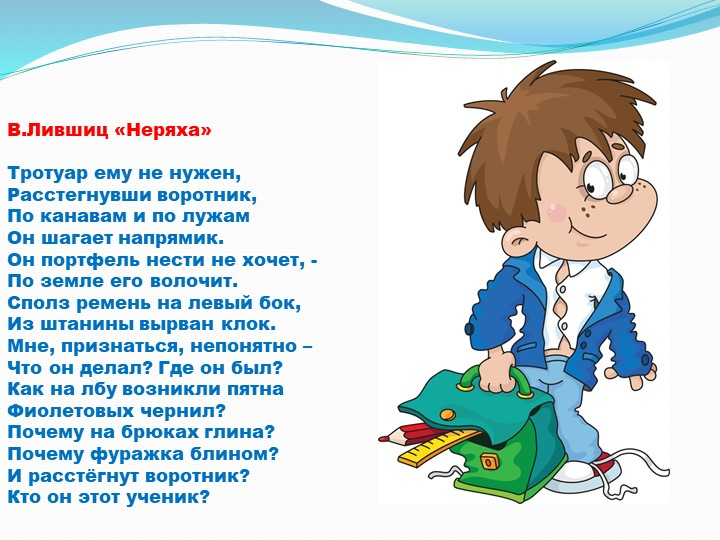 В.Лившиц «Неряха»
Тротуар ему не нужен,
Расстегнувши воротник,
По канавам и по лужам
Он шагает напрямик.
Он портфель нести не хочет, -
По земле его волочит.
Сполз ремень на левый бок,
Из штанины вырван клок.
Мне, признаться, непонятно –
Что он делал? Где он был?
Как на лбу возникли пятна
Фиолетовых чернил?
Почему на брюках глина?
Почему фуражка блином?
И расстёгнут воротник?
Кто он этот ученик?